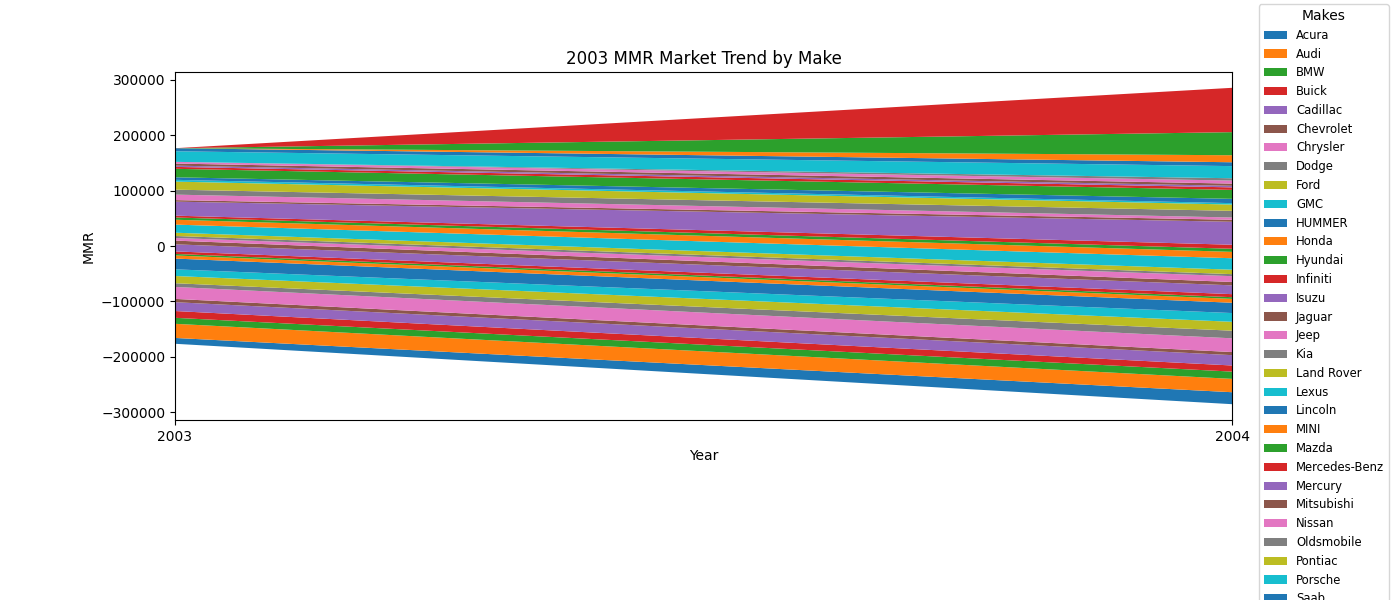 2003 MMR Market Trend by Make
MMR
300000
200000
100000
0
−100000
−200000
−300000
2003
2004
Year
Makes
Acura
Audi
BMW
Buick
Cadillac
Chevrolet
Chrysler
Dodge
Ford
GMC
HUMMER
Honda
Hyundai
Infiniti
Isuzu
Jaguar
Jeep
Kia
Land Rover
Lexus
Lincoln
MINI
Mazda
Mercedes-Benz
Mercury
Mitsubishi
Nissan
Oldsmobile
Pontiac
Porsche
Saab